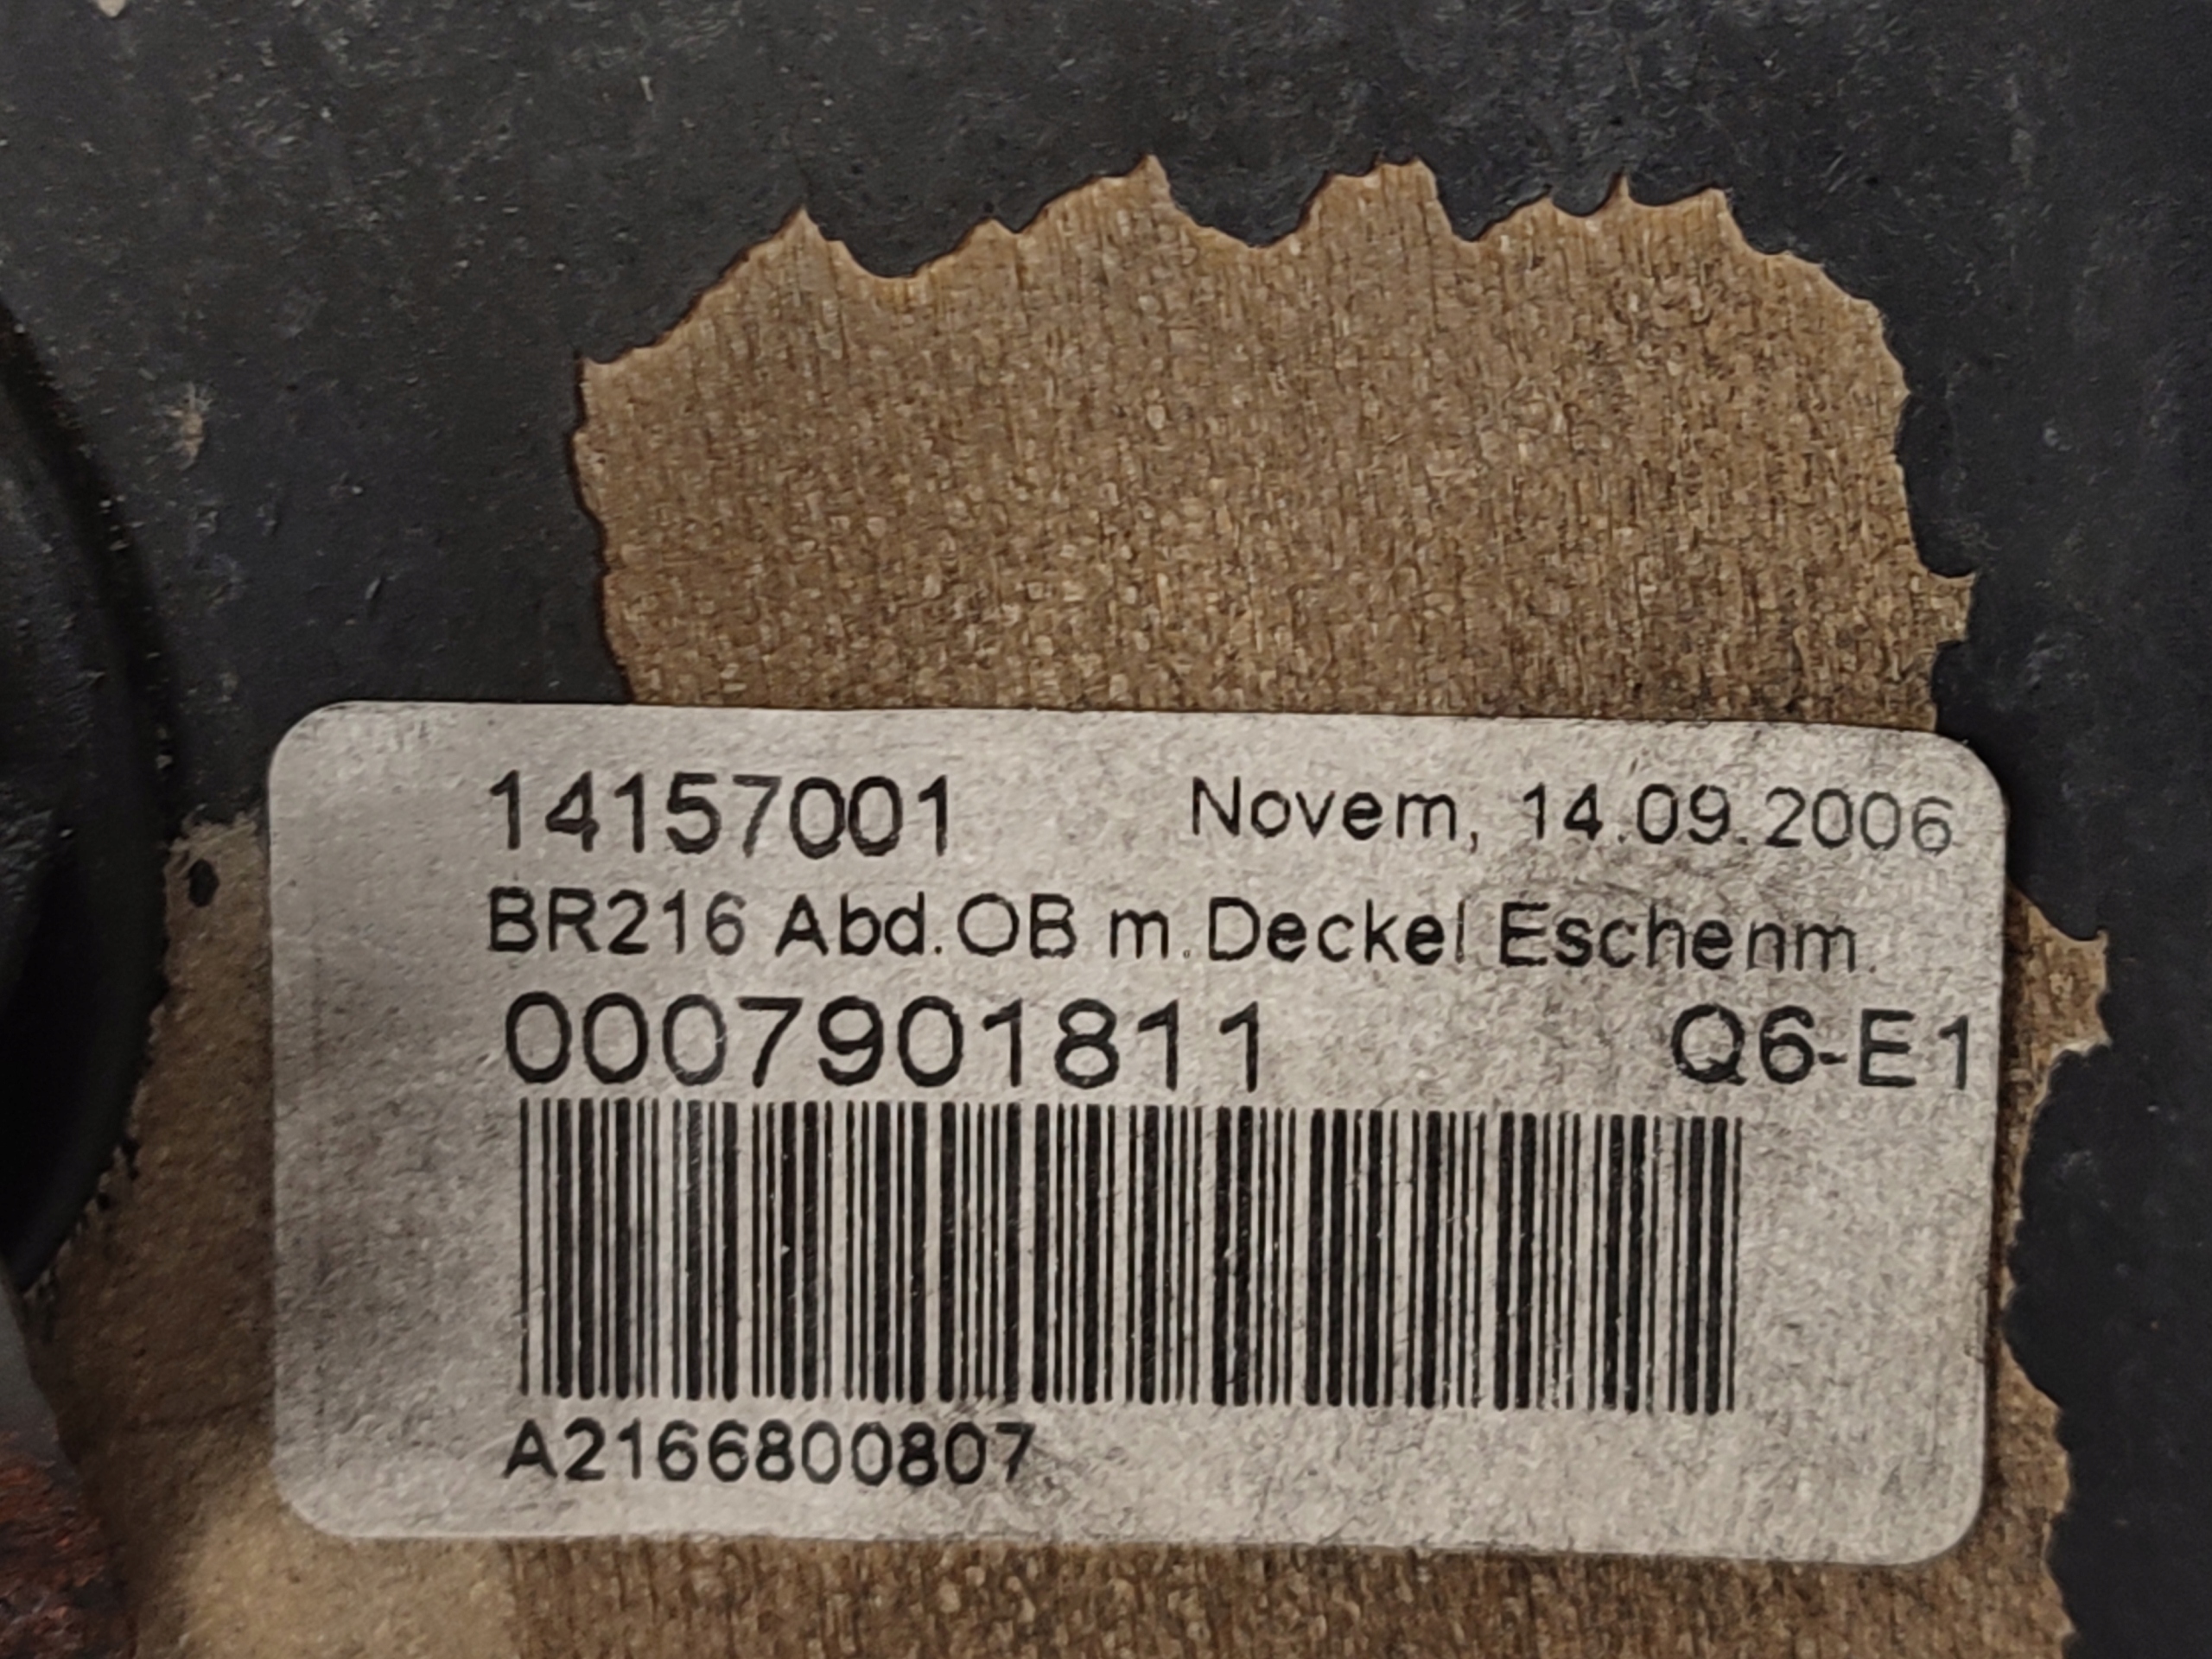 14157001 Novem, 14.09.2006
BR216 Abd.OB m.Deckel Eschenm.
0007901811 Q6-E1
A2166800807